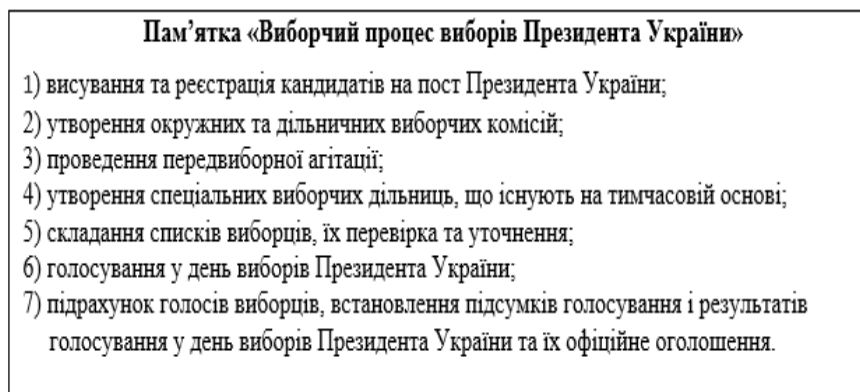 Пам’ятка «Виборчий процес виборів Президента України»
1) висування та реєстрація кандидатів на пост Президента України;
2) утворення окружних та дільничних виборчих комісій;
3) проведення передвиборної агітації;
4) утворення спеціальних виборчих дільниць, що існують на тимчасовій основі;
5) складання списків виборців, їх перевірка та уточнення;
6) голосування у день виборів Президента України;
7) підрахунок голосів виборців, встановлення підсумків голосування і результатів
голосування у день виборів Президента України та їх офіційне оголошення.